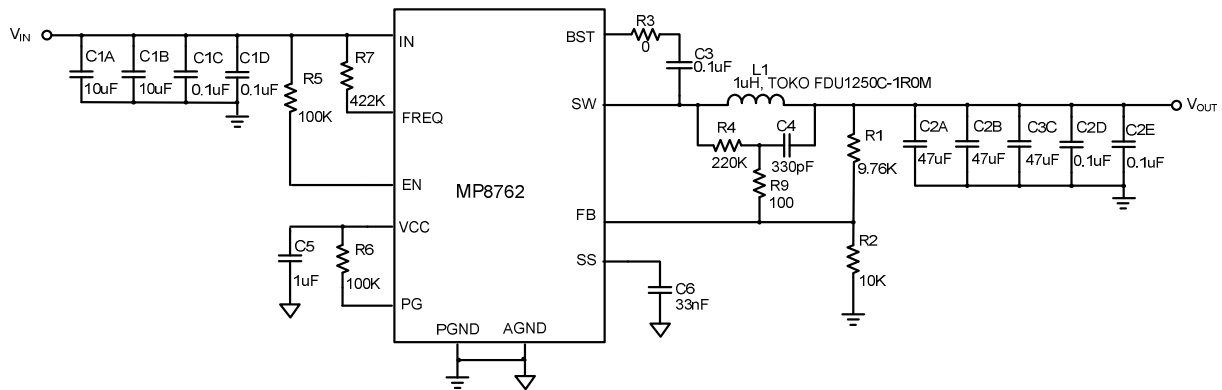 VIN
C1A
10uF
C1B
10uF
C1C
0.1uF
C1D
0.1uF
R5
100K
R7
422K
IN
FREQ
EN
VCC
PG
C5
1uF
R6
100K
MP8762
PGND
AGND
BST
SW
FB
SS
R3
0
C3
0.1uF
L1
1uH, TOKO FDU1250C-1R0M
R4
220K
C4
330pF
R9
100
R1
9.76K
R2
10K
C6
33nF
C2A
47uF
C2B
47uF
C3C
47uF
C2D
0.1uF
C2E
0.1uF
VOUT